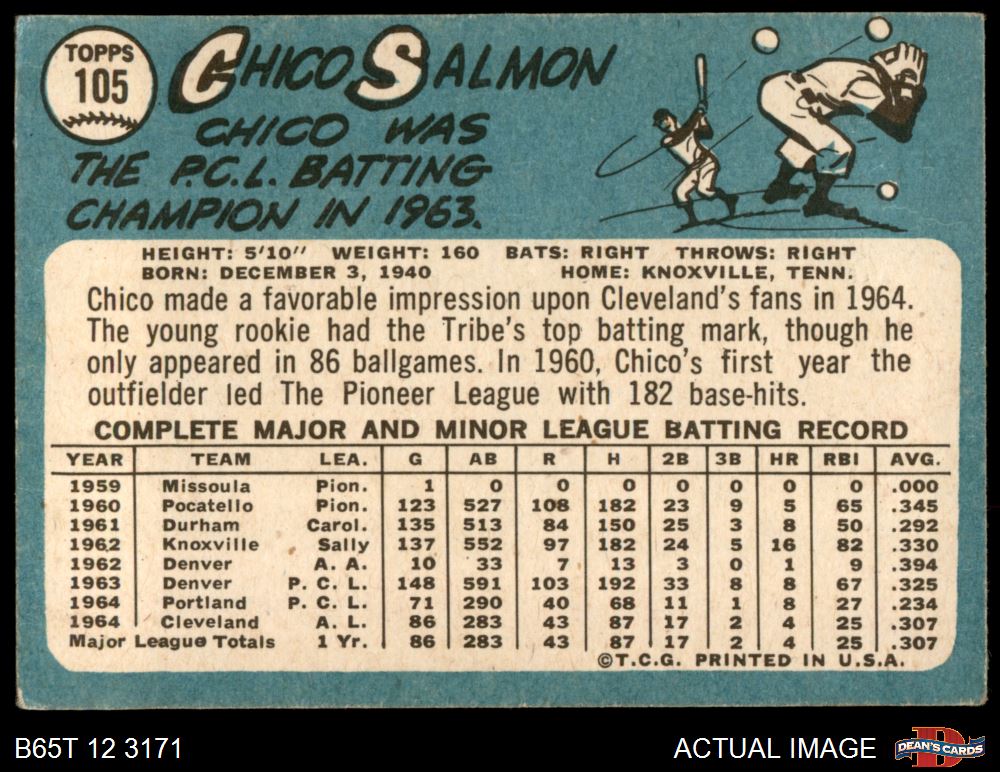 TOPPS
105
CHICO SALMON
CHICO WAS
THE P.C.L. BATTING
CHAMPION IN 1963.
HEIGHT: 5'10" WEIGHT: 160 BATS: RIGHT THROWS: RIGHT
BORN: DECEMBER 3, 1940 HOME: KNOXVILLE, TENN.
Chico made a favorable impression upon Cleveland's fans in 1964.
The young rookie had the Tribe's top batting mark, though he
only appeared in 86 ballgames. In 1960, Chico's first year the
outfielder led The Pioneer League with 182 base-hits.
COMPLETE MAJOR AND MINOR LEAGUE BATTING RECORD
YEAR TEAM LEA. G AB R H 2B 3B HR RBI AVG.
1959 Missoula Pion. 1 0 0 0 0 0 0 0 .000
1960 Pocatello Pion. 123 527 108 182 23 9 5 65 .345
1961 Durham Carol. 135 513 84 150 25 3 8 50 .292
1962 Knoxville Sally 137 552 97 182 24 5 16 82 .330
1962 Denver A. A. 10 33 7 13 3 0 1 9 .394
1963 Denver P. C. L. 148 591 103 192 33 8 8 67 .325
1964 Portland P. C. L. 71 290 40 68 11 1 8 27 .234
1964 Cleveland A. L. 86 283 43 87 17 2 4 25 .307
Major League Totals 1 Yr. 86 283 43 87 17 2 4 25 .307
©T.C.G. PRINTED IN U.S.A.
B65T 12 3171
ACTUAL IMAGE
D
DEAN'S CARDS